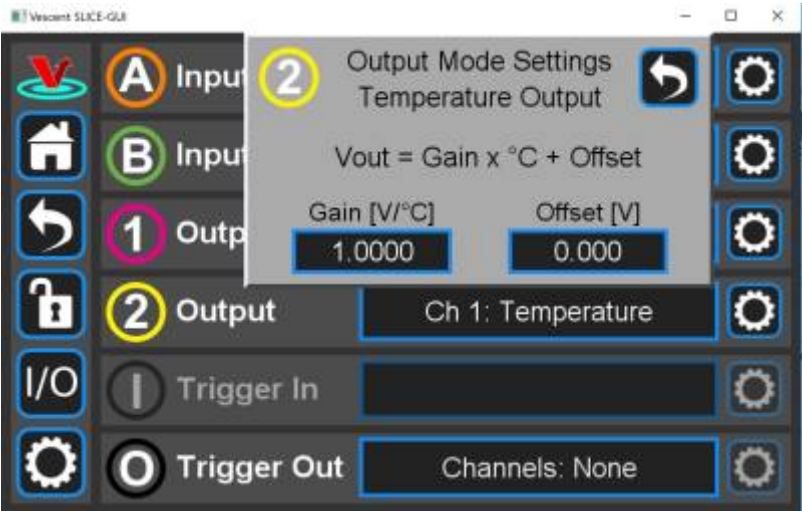 Vescent SLICE-GUI
A Input
B Input
1 Outp
2 Output Mode Settings
Temperature Output
Vout = Gain x °C + Offset
Gain [V/°C] Offset [V]
1.0000 0.000
2 Output Ch 1: Temperature
I/O I Trigger In
O Trigger Out Channels: None